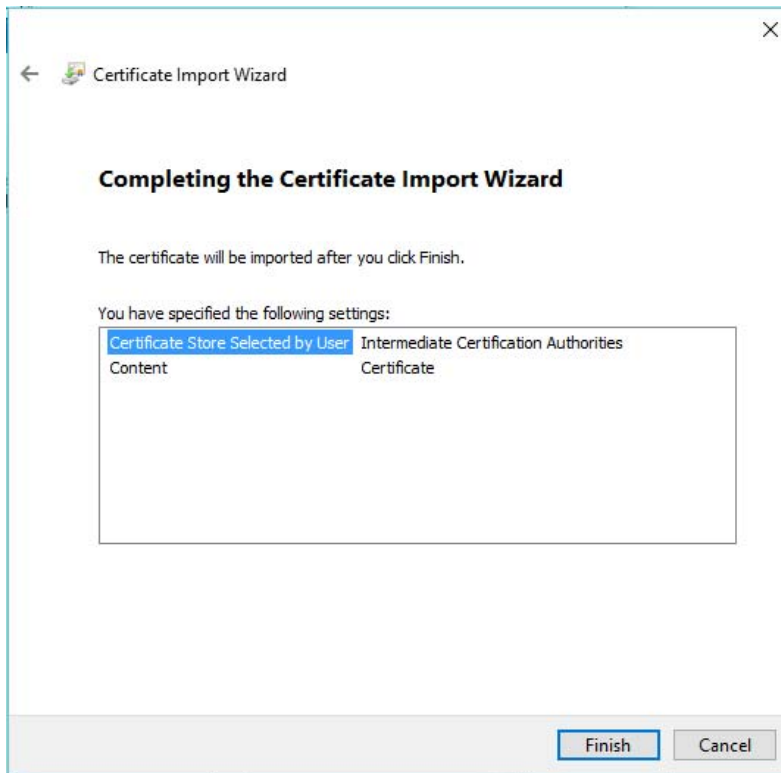 Certificate Import Wizard
Completing the Certificate Import Wizard
The certificate will be imported after you click Finish.
You have specified the following settings:
Certificate Store Selected by User Intermediate Certification Authorities
Content Certificate
Finish Cancel